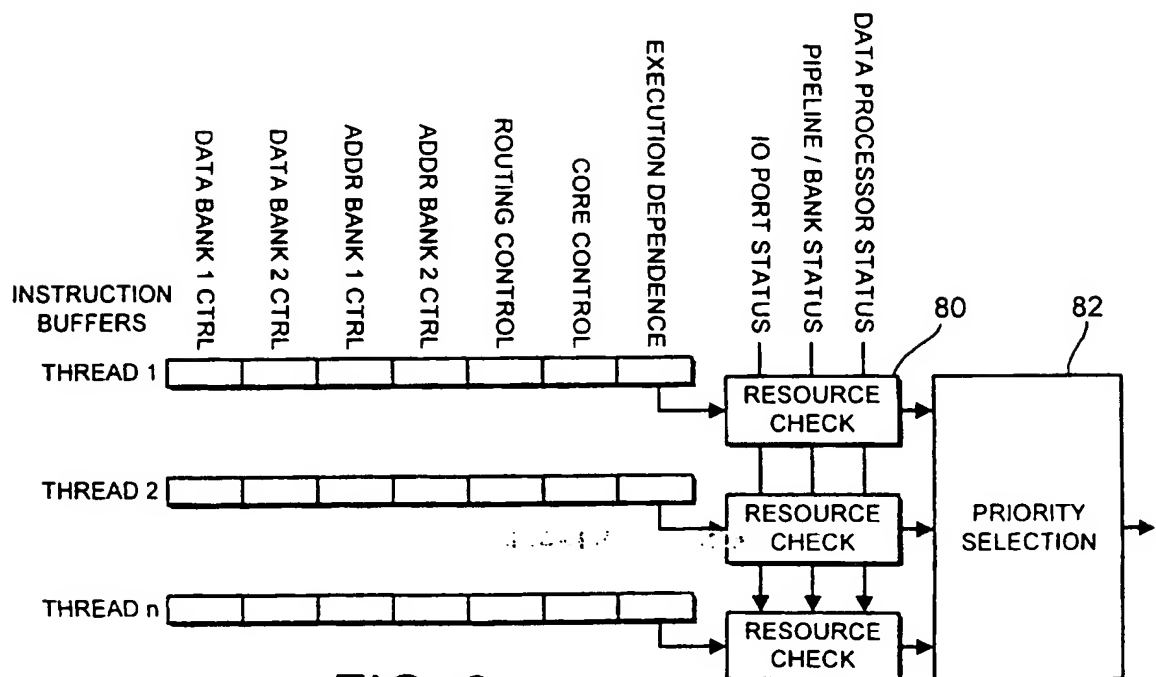 DATA BANK 1 CTRL
DATA BANK 2 CTRL
ADDR BANK 1 CTRL
ADDR BANK 2 CTRL
ROUTING CONTROL
CORE CONTROL
EXECUTION DEPENDENCE
IO PORT STATUS
PIPELINE / BANK STATUS
DATA PROCESSOR STATUS
80
82
INSTRUCTION
BUFFERS
THREAD 1
RESOURCE
CHECK
THREAD 2
RESOURCE
CHECK
PRIORITY
SELECTION
THREAD n
RESOURCE
CHECK